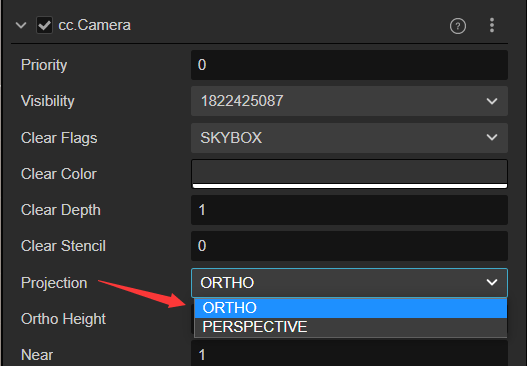 cc.Camera
Priority 0
Visibility 1822425087
Clear Flags SKYBOX
Clear Color
Clear Depth 1
Clear Stencil 0
Projection ORTHO
ORTHO
Ortho Height
PERSPECTIVE
Near 1